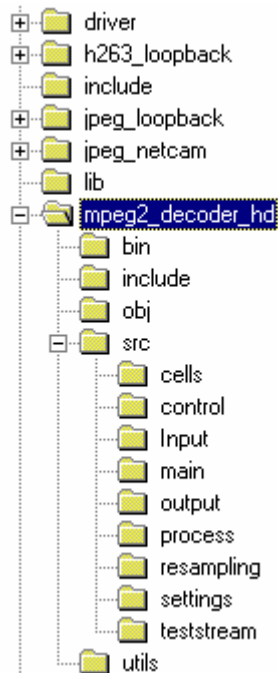 driver
h263_loopback
include
jpeg_loopback
jpeg_netcam
lib
mpeg2_decoder_hd
bin
include
obj
src
cells
control
Input
main
output
process
resampling
settings
teststream
utils